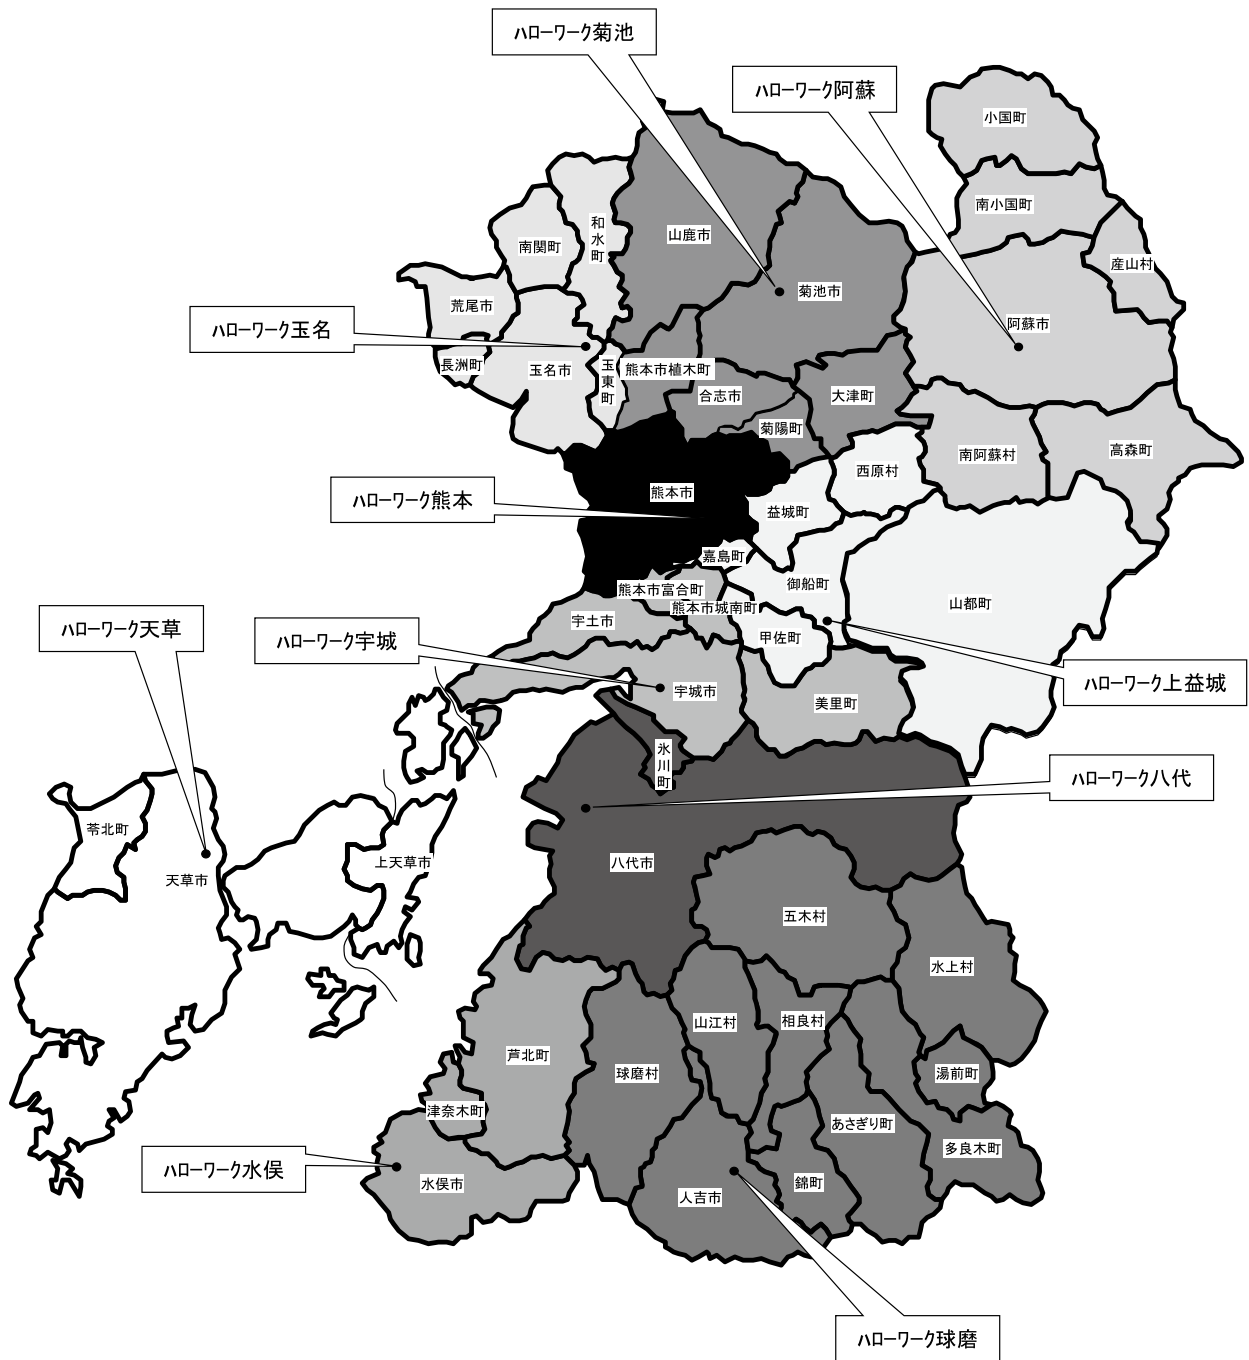 ハローワーク菊池
ハローワーク阿蘇
小国町
南小国町
産山村
和水町
山鹿市
南関町
荒尾市
菊池市
阿蘇市
ハローワーク玉名
長洲町
玉名市
玉東町
熊本市植木町
合志市
大津町
菊陽町
南阿蘇村
高森町
西原村
ハローワーク熊本
熊本市
益城町
嘉島町
御船町
熊本市富合町
熊本市城南町
山都町
ハローワーク天草
ハローワーク宇城
宇土市
甲佐町
宇城市
美里町
ハローワーク上益城
氷川町
ハローワーク八代
苓北町
天草市
上天草市
八代市
五木村
水上村
山江村
相良村
芦北町
球磨村
湯前町
津奈木町
あさぎり町
多良木町
ハローワーク水俣
水俣市
人吉市
錦町
ハローワーク球磨